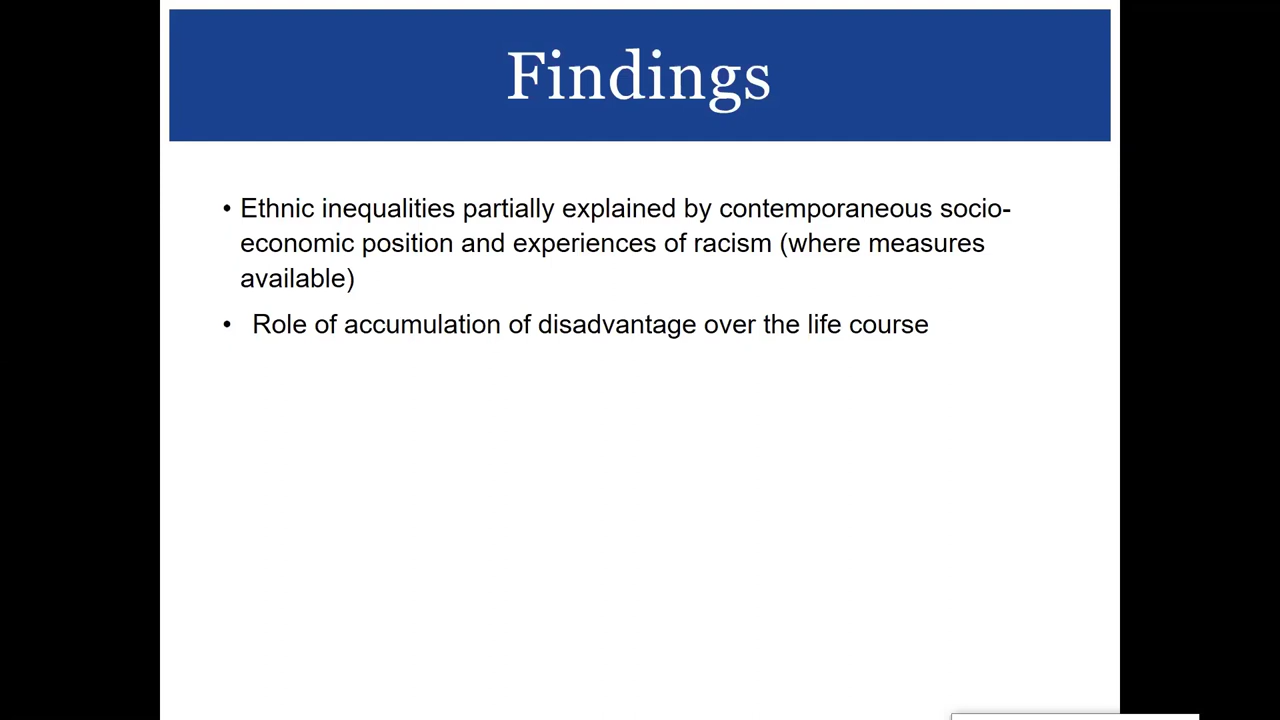 Findings
• Ethnic inequalities partially explained by contemporaneous socio-
economic position and experiences of racism (where measures
available)
• Role of accumulation of disadvantage over the life course